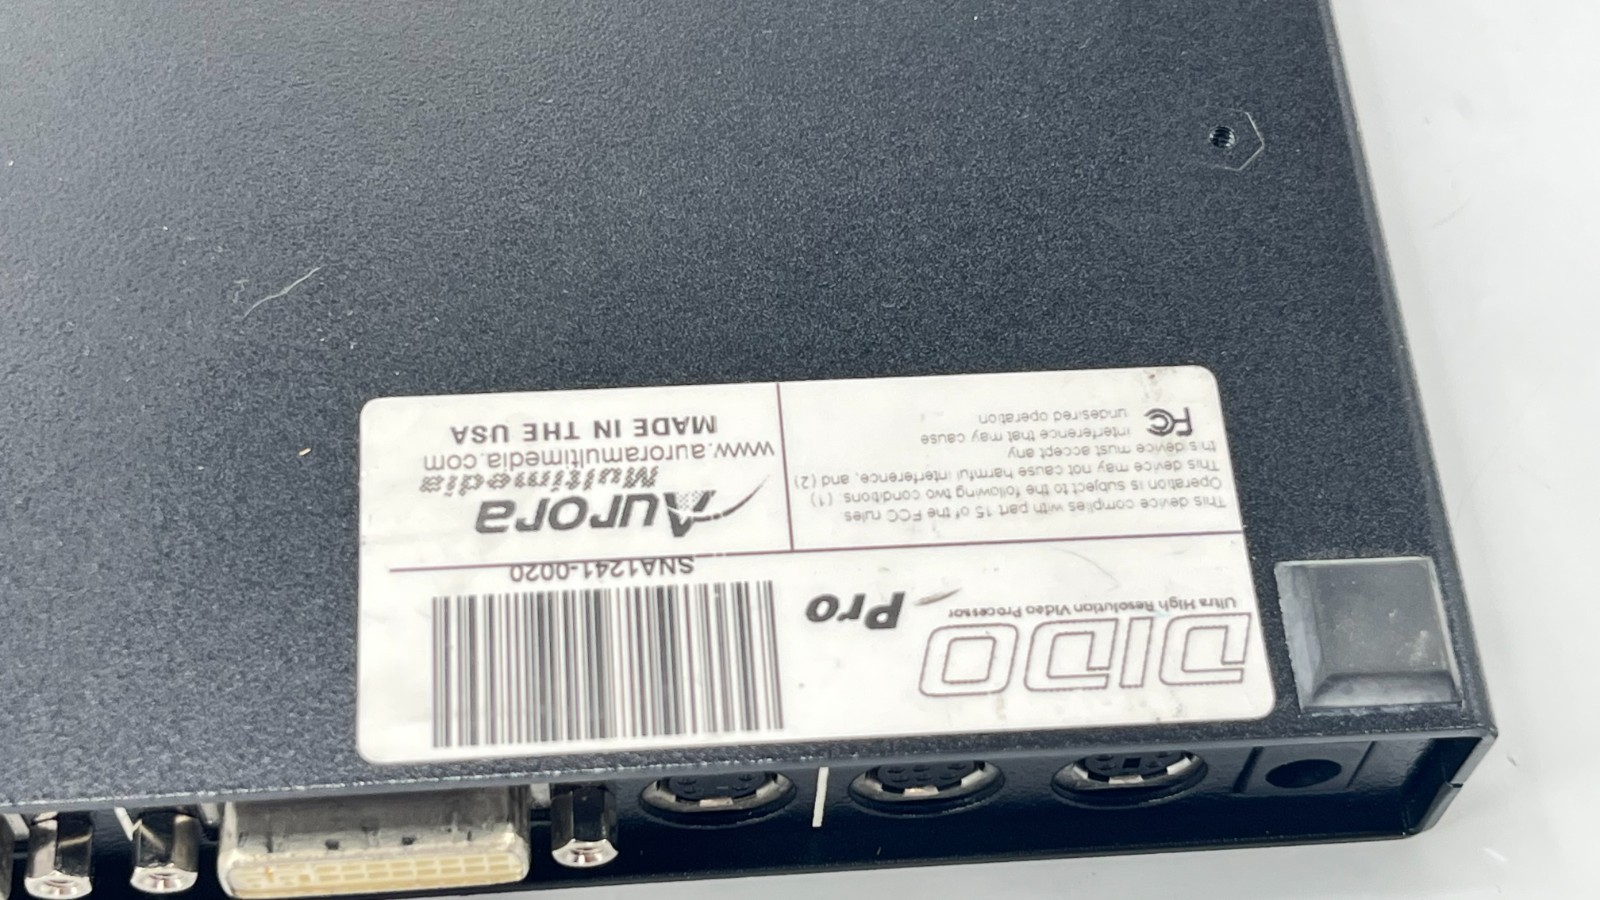 DIDO Pro
Ultra High Resolution Video Processor
SNA1241-0020
This device complies with part 15 of the FCC rules.
Operation is subject to the following two conditions: (1)
This device may not cause harmful interference, and (2)
this device must accept any
interference that may cause
undesired operation
FC
Aurora
Multimedia
www.auroramultimedia.com
MADE IN THE USA